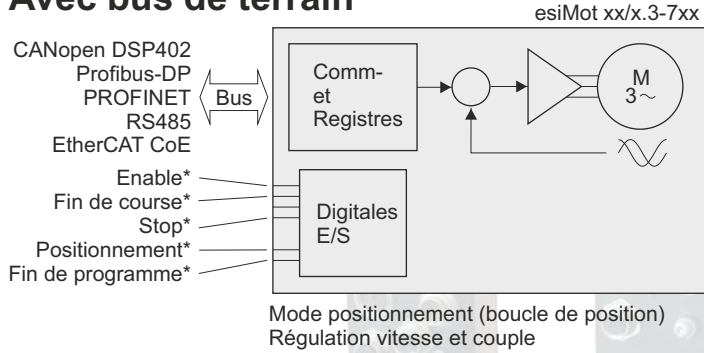 Avec bus de terrain
esiMot xx/x.3-7xx
CANopen DSP402
Profibus-DP
PROFINET
RS485
EtherCAT CoE
Bus
Comm-
et
Registres
M
3~
Enable*
Fin de course*
Stop*
Positionnement*
Fin de programme*
Digitales
E/S
Mode positionnement (boucle de position)
Régulation vitesse et couple